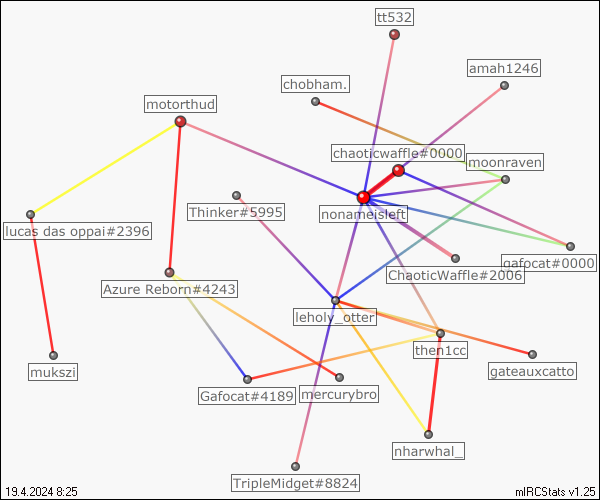 tt532
amah1246
chobham.
motorthud
chaoticwaffle#0000
moonraven
Thinker#5995
nonameisleft
lucas das oppai#2396
gafocat#0000
ChaoticWaffle#2006
Azure Reborn#4243
leholy_otter
then1cc
mukszi
gateauxcatto
Gafocat#4189
mercurybro
nharwhal_
TripleMidget#8824
19.4.2024 8:25
mIRCStats v1.25